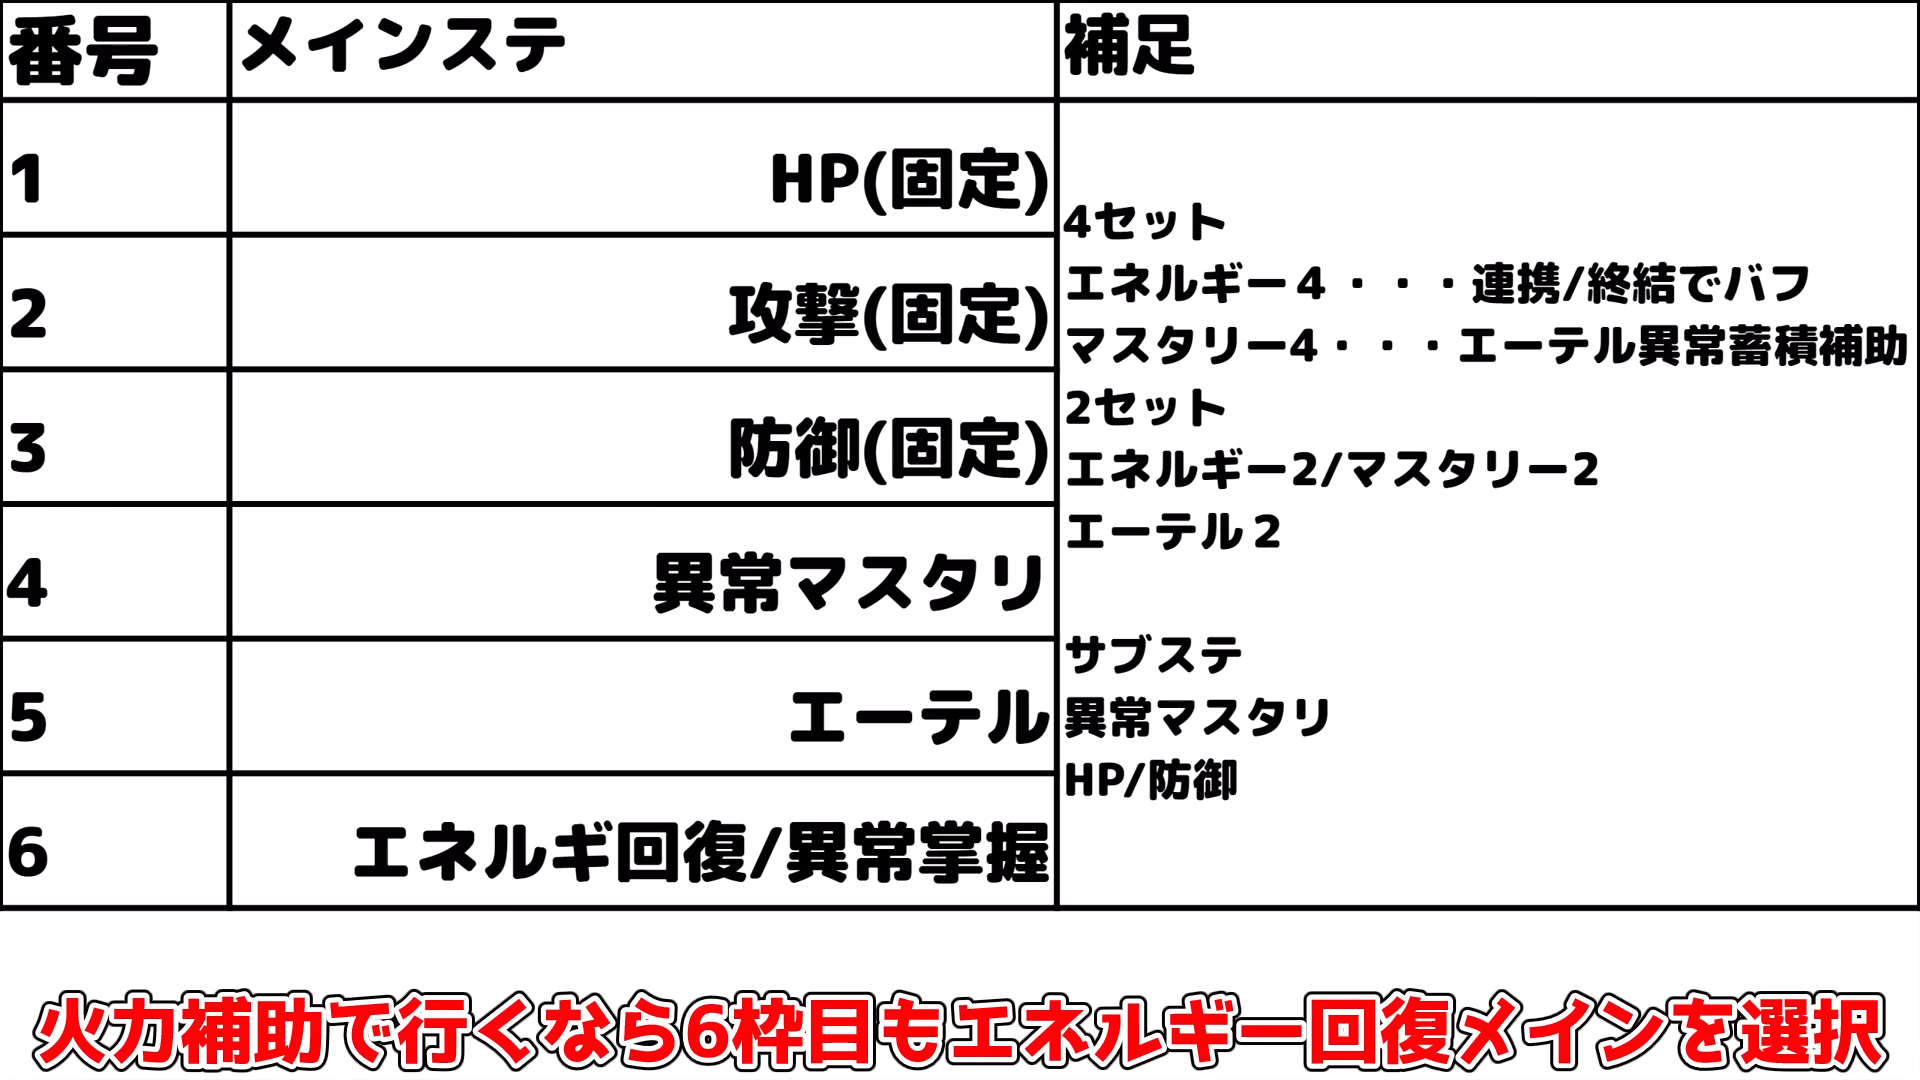 番号 メインステ 補足
1 HP(固定)
2 攻撃(固定)
3 防御(固定)
4 異常マスタリ
5 エーテル
6 エネルギ回復/異常掌握
4セット
エネルギー４・・・連携/終結でバフ
マスタリー4・・・エーテル異常蓄積補助
2セット
エネルギー2/マスタリー2
エーテル２
サブステ
異常マスタリ
HP/防御
火力補助で行くなら6枠目もエネルギー回復メインを選択